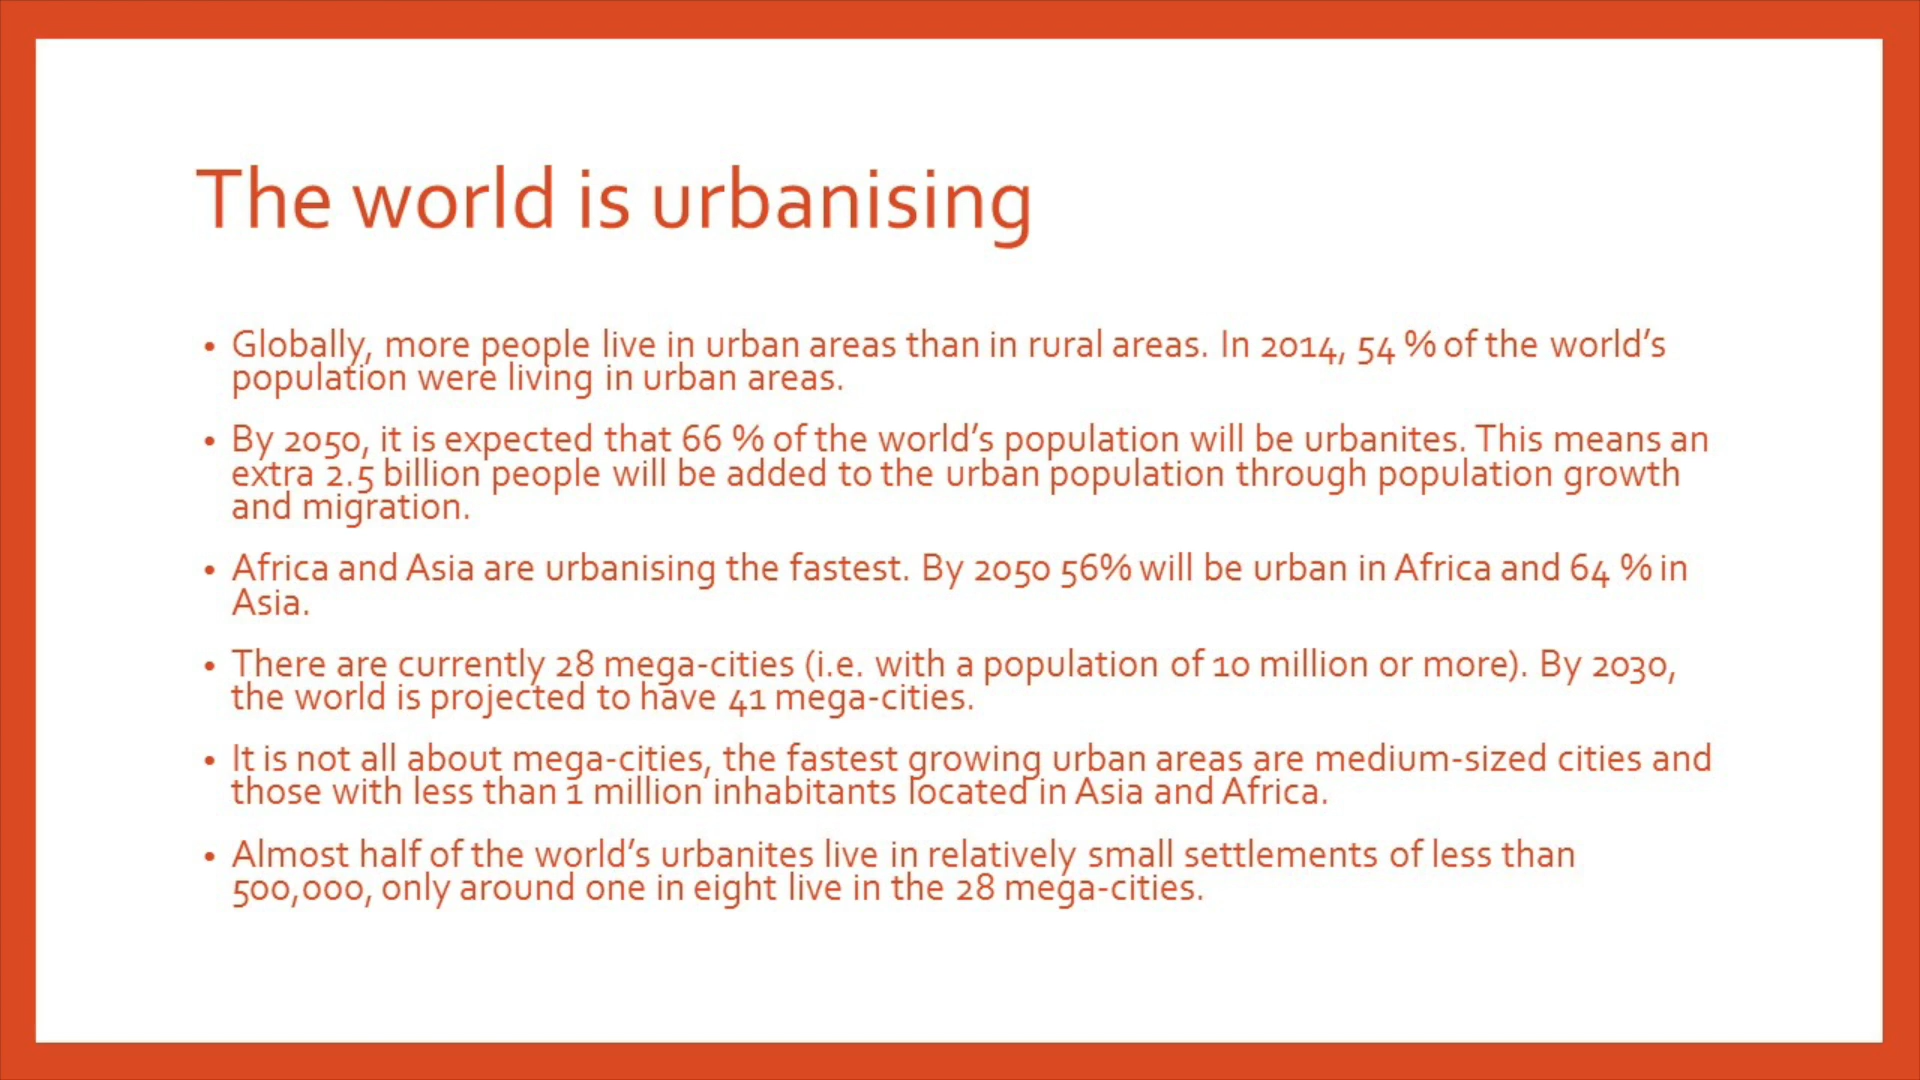 The world is urbanising
• Globally, more people live in urban areas than in rural areas. In 2014, 54 % of the world's
population were living in urban areas.
• By 2050, it is expected that 66 % of the world's population will be urbanites. This means an
extra 2.5 billion people will be added to the urban population through population growth
and migration.
• Africa and Asia are urbanising the fastest. By 2050 56% will be urban in Africa and 64 % in
Asia.
• There are currently 28 mega-cities (i.e. with a population of 10 million or more). By 2030,
the world is projected to have 41 mega-cities.
• It is not all about mega-cities, the fastest growing urban areas are medium-sized cities and
those with less than 1 million inhabitants located in Asia and Africa.
• Almost half of the world's urbanites live in relatively small settlements of less than
500,000, only around one in eight live in the 28 mega-cities.